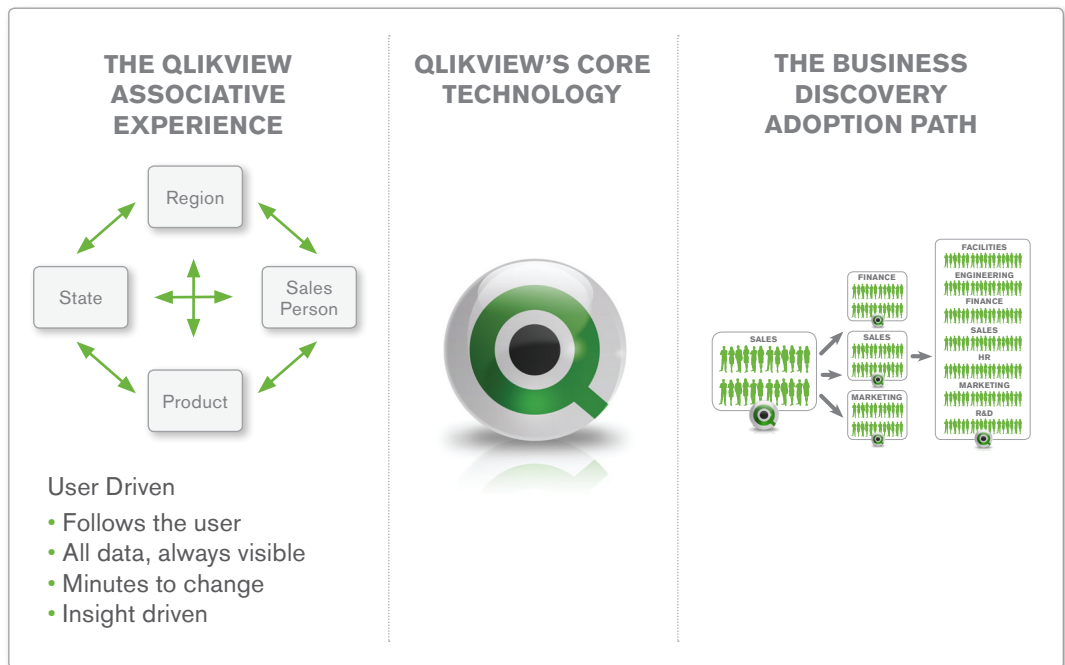 THE QLIKVIEW
ASSOCIATIVE
EXPERIENCE
Region
State
Sales
Person
Product
User Driven
• Follows the user
• All data, always visible
• Minutes to change
• Insight driven
QLIKVIEW'S CORE
TECHNOLOGY
THE BUSINESS
DISCOVERY
ADOPTION PATH
SALES
FINANCE
SALES
MARKETING
FACILITIES
ENGINEERING
FINANCE
SALES
HR
MARKETING
R&D